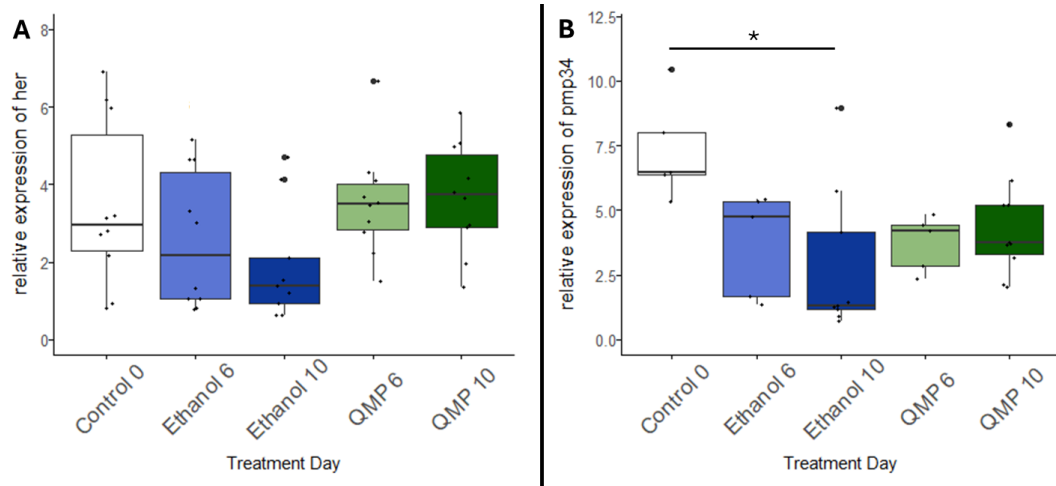 A
relative expression of her
8
6
4
2
0
Control 0
Ethanol 6
Ethanol 10
QMP 6
QMP 10
Treatment Day
B
relative expression of pmp34
12.5
10.0
7.5
5.0
2.5
0.0
*
Control 0
Ethanol 6
Ethanol 10
QMP 6
QMP 10
Treatment Day